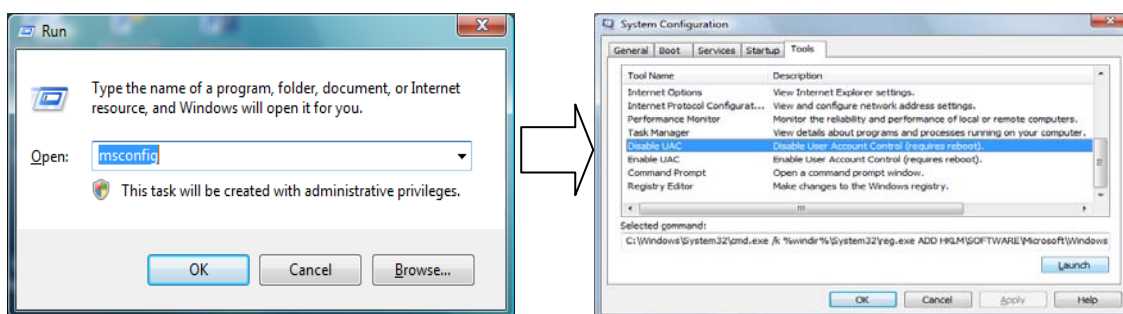 Run
Type the name of a program, folder, document, or Internet
resource, and Windows will open it for you.
Open:
msconfig
This task will be created with administrative privileges.
OK
Cancel
Browse...
System Configuration
General
Boot
Services
Startup
Tools
Tool Name
Description
Internet Options
View Internet Explorer settings.
Internet Protocol Configurat...
View and configure network address settings.
Performance Monitor
Monitor the reliability and performance of local or remote computers.
Task Manager
View details about programs and processes running on your computer.
Disable UAC
Disable User Account Control (requires reboot).
Enable UAC
Enable User Account Control (requires reboot).
Command Prompt
Open a command prompt window.
Registry Editor
Make changes to the Windows registry.
Selected command:
C:\Windows\System32\cmd.exe /k %windir%\System32\reg.exe ADD HKLM\SOFTWARE\Microsoft\Windows
Launch
OK
Cancel
Apply
Help